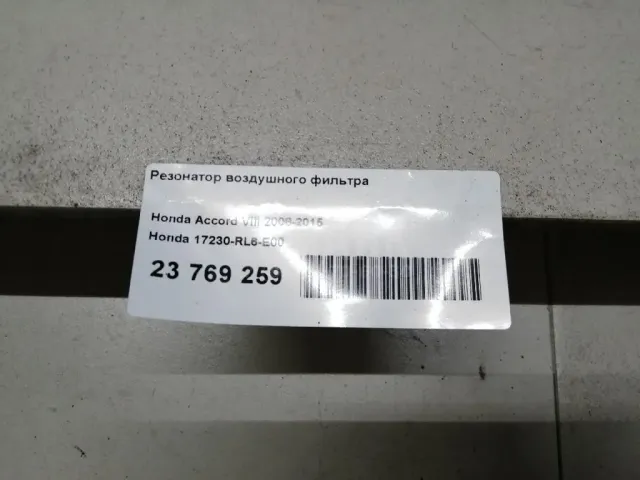 Резонатор воздушного фильтра
Honda Accord VIII 2008-2015
Honda 17230-RL6-E00
23 769 259